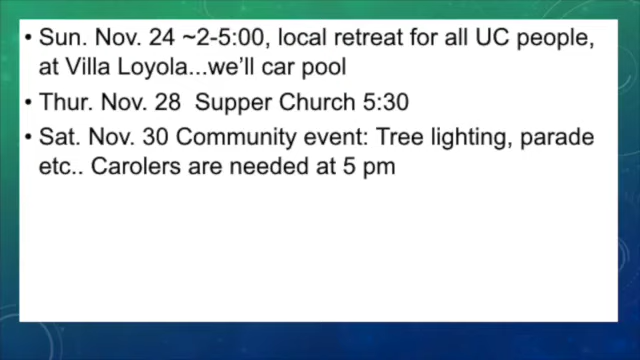 • Sun. Nov. 24 ~2-5:00, local retreat for all UC people,
at Villa Loyola...we'll car pool
• Thur. Nov. 28  Supper Church 5:30
• Sat. Nov. 30 Community event: Tree lighting, parade
etc.. Carolers are needed at 5 pm